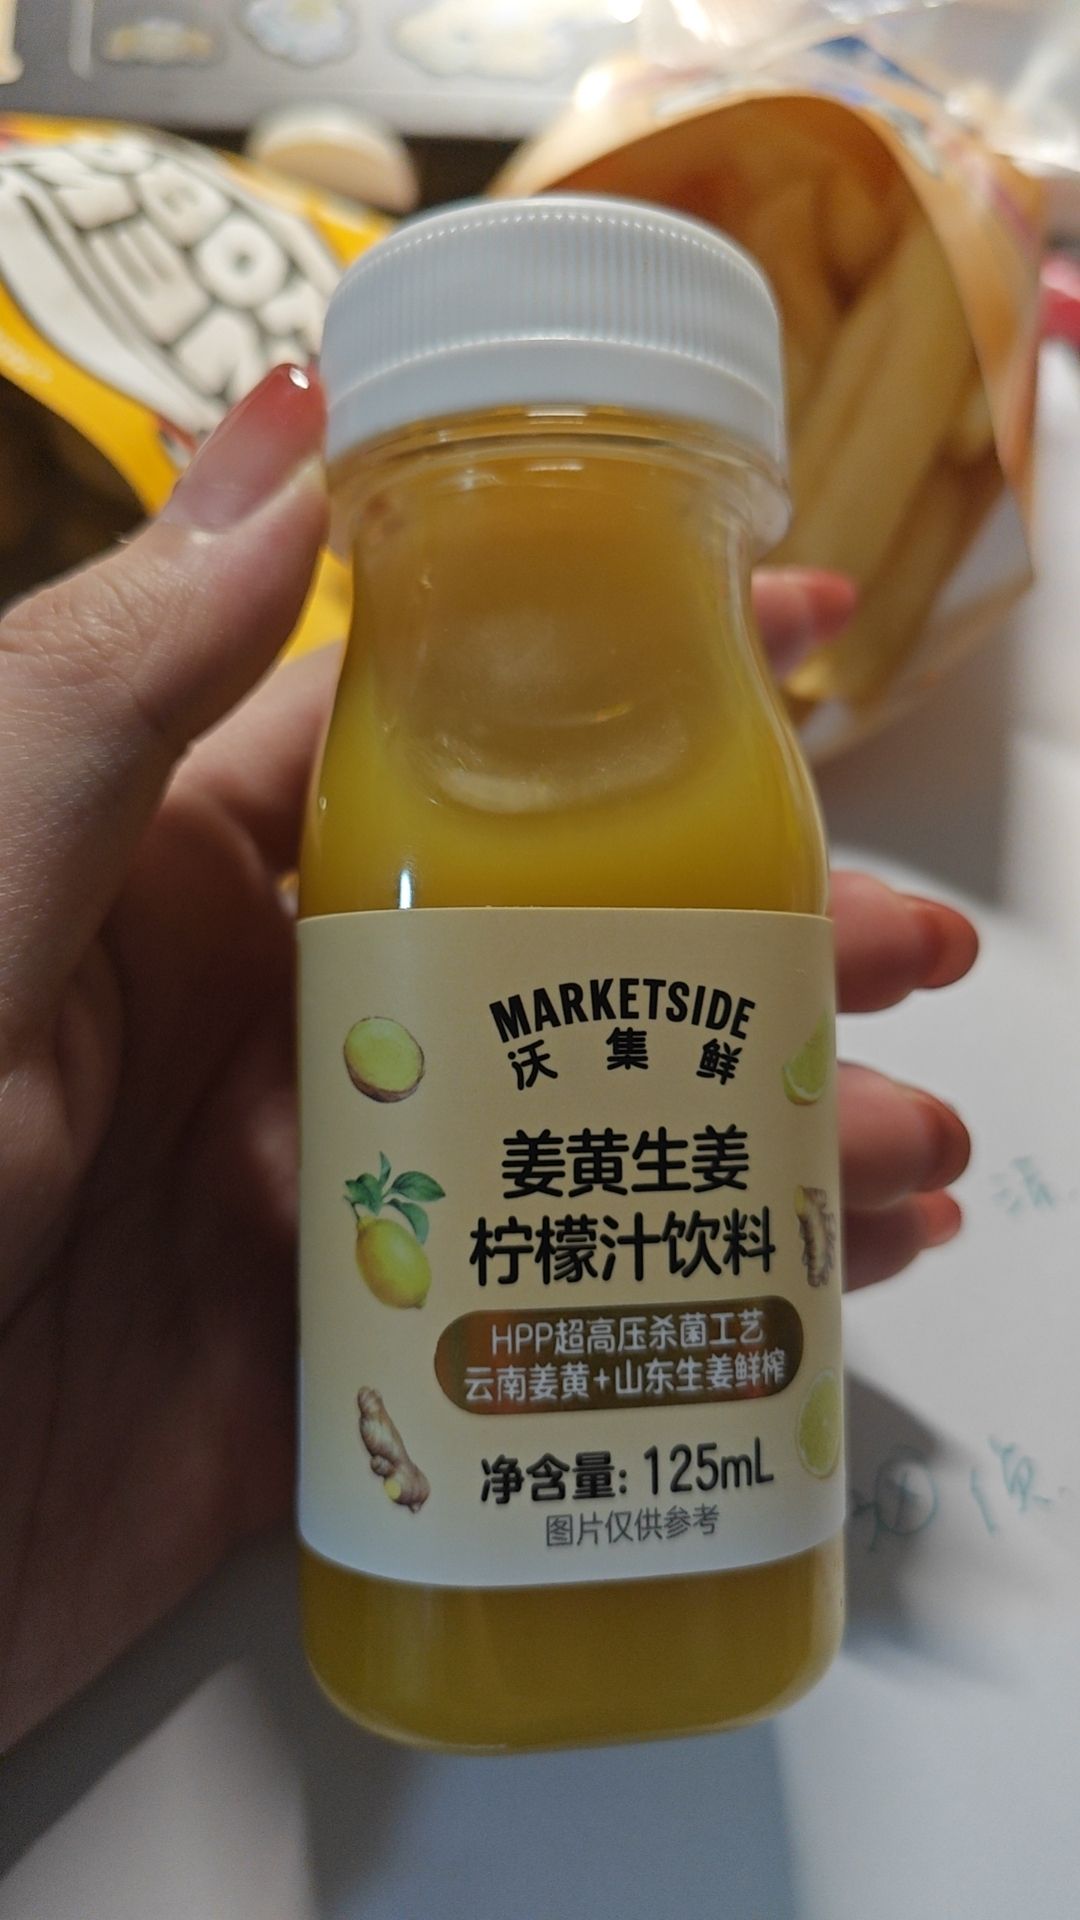 MARKETSIDE
沃集鲜
姜黄生姜
柠檬汁饮料
HPP超高压杀菌工艺
云南姜黄+山东生姜鲜榨
净含量: 125mL
图片仅供参考